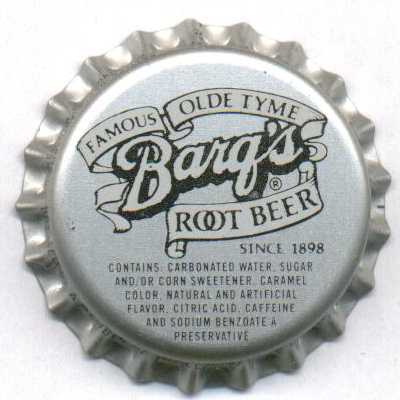 FAMOUS OLDE TYME
Barq's ®
ROOT BEER
SINCE 1898
CONTAINS: CARBONATED WATER, SUGAR
AND/OR CORN SWEETENER, CARAMEL
COLOR, NATURAL AND ARTIFICIAL
FLAVOR, CITRIC ACID, CAFFEINE
AND SODIUM BENZOATE A
PRESERVATIVE